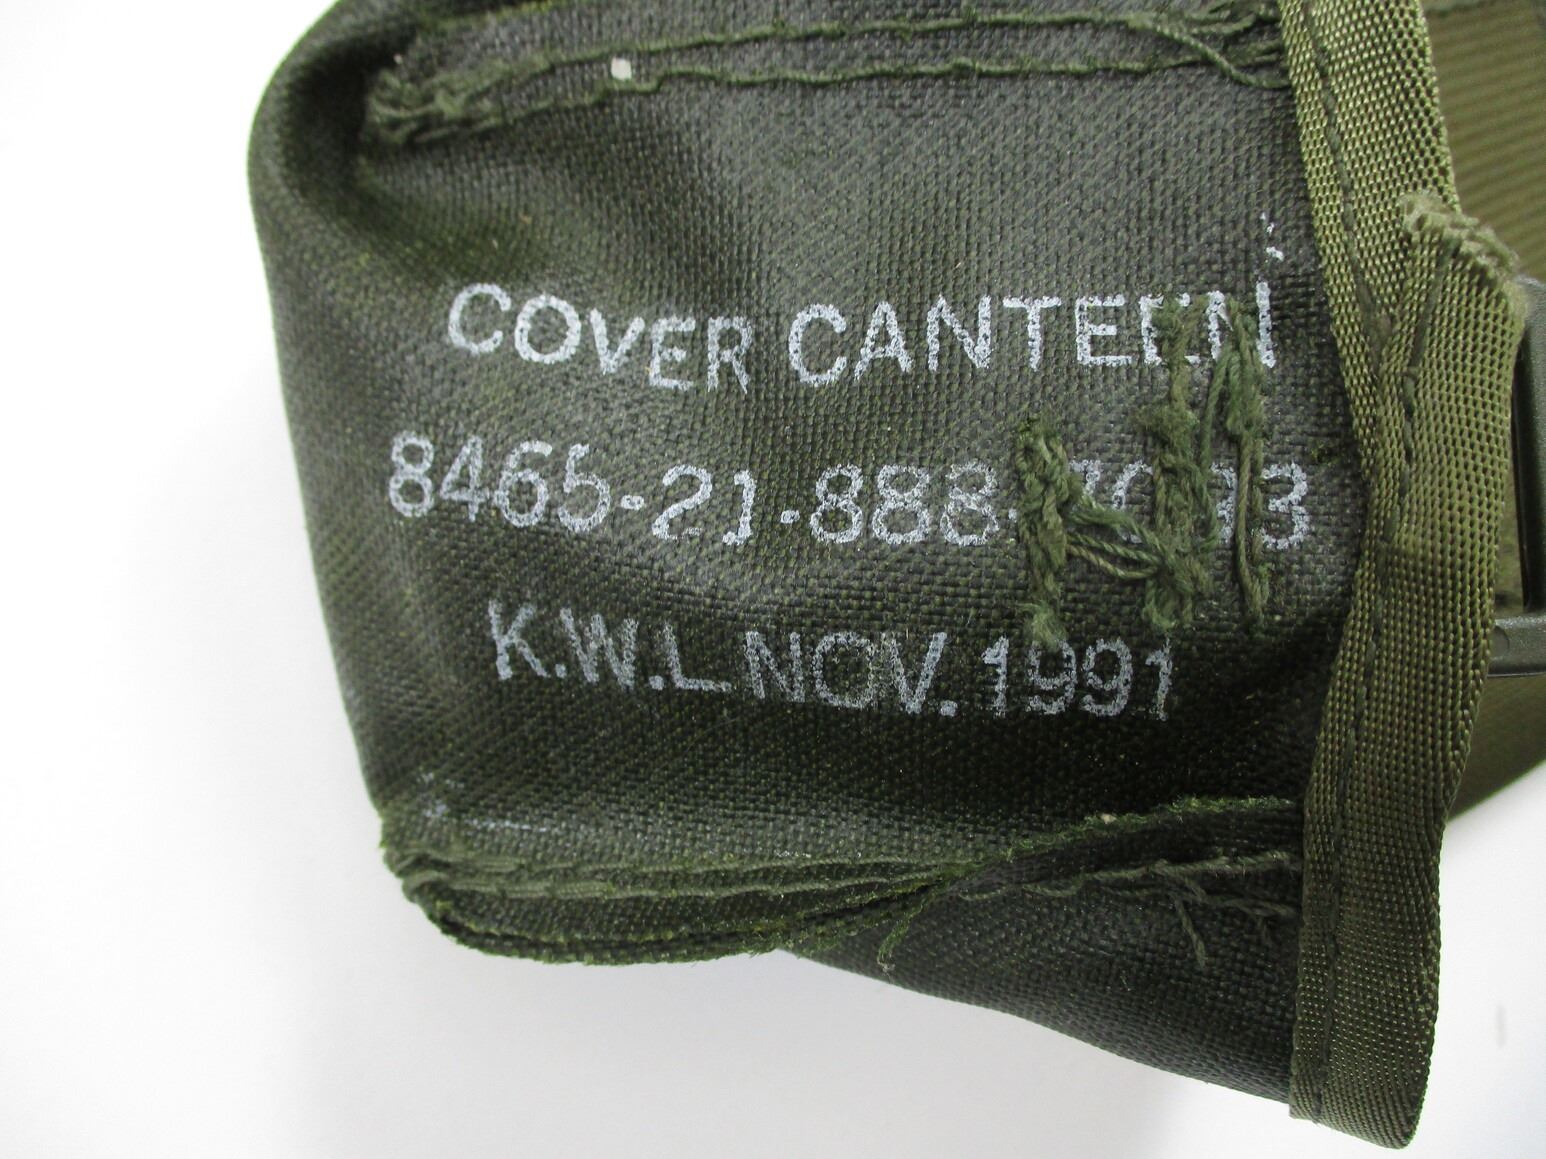 COVER CANTEEN
8465-21-888-
K.W.L NOV. 1991